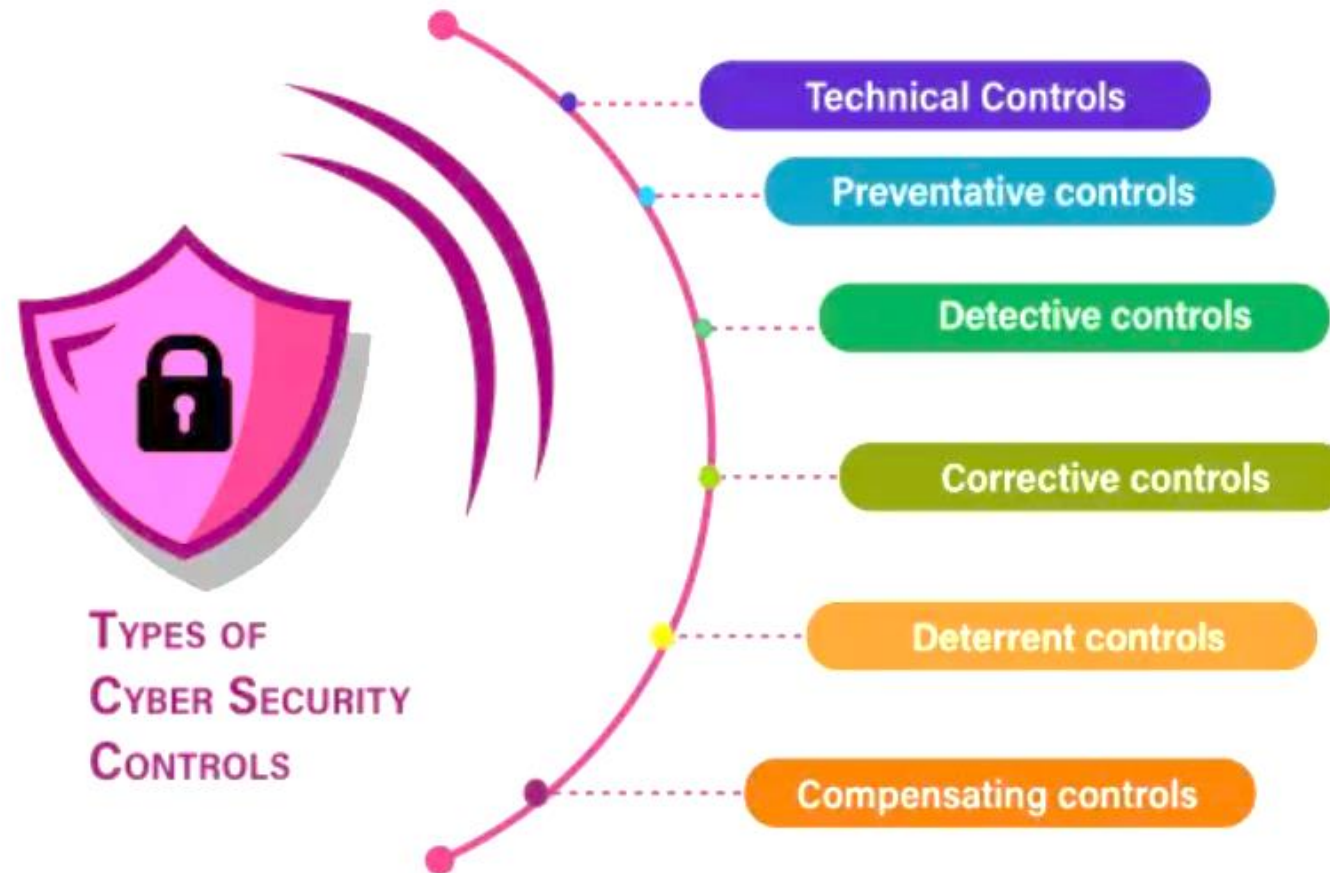 Technical Controls
Preventative controls
Detective controls
Corrective controls
Deterrent controls
Compensating controls
TYPES OF
CYBER SECURITY
CONTROLS